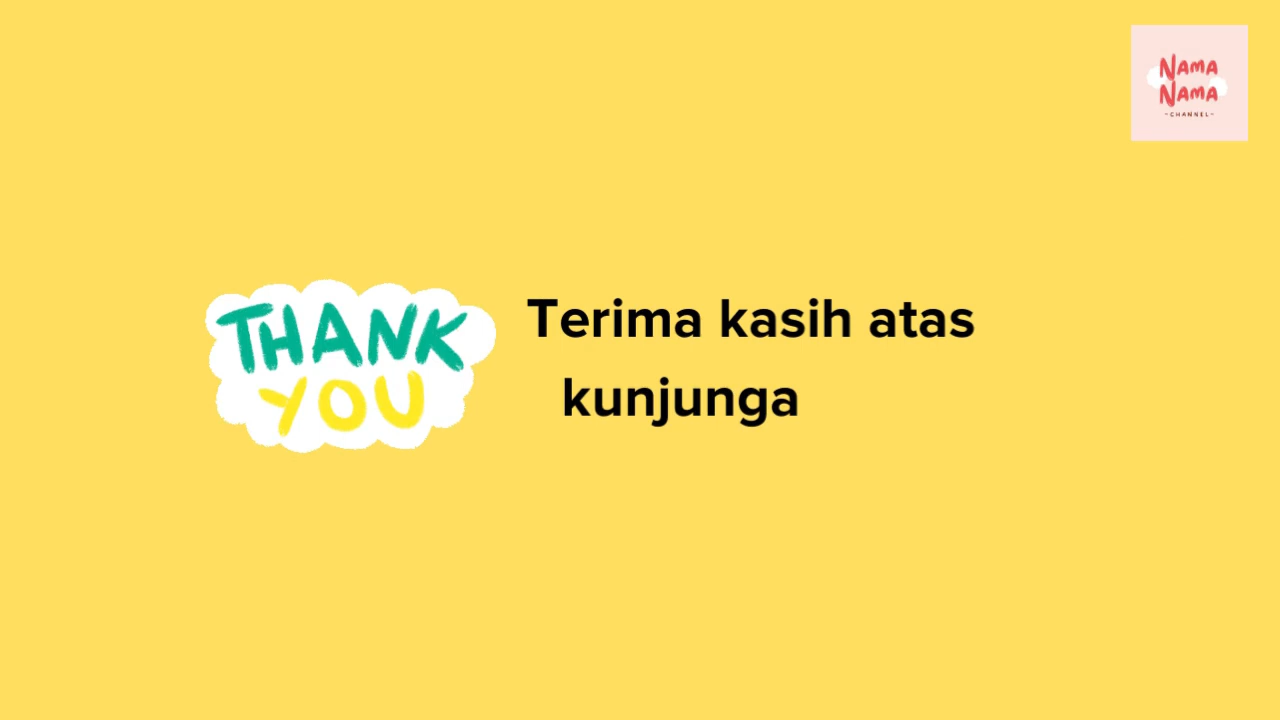 NAMA
NAMA
-CHANNEL-
THANK
YOU
Terima kasih atas
kunjunga